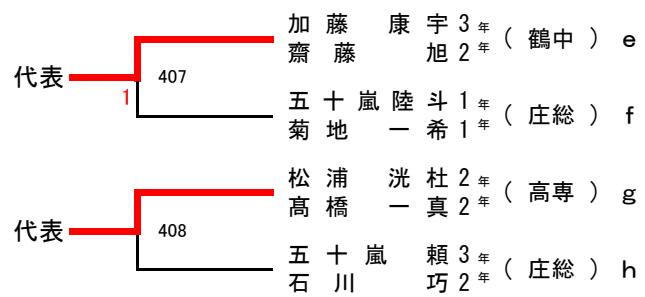 加藤 康宇 3年
齋藤 旭 2年 ( 鶴中 ) e
代表 407
1
五十嵐陸斗 1年
菊地 一希 1年 ( 庄総 ) f
松浦 洸杜 2年
髙橋 一真 2年 ( 高専 ) g
代表 408
五十嵐 頼 3年
石川 巧 2年 ( 庄総 ) h